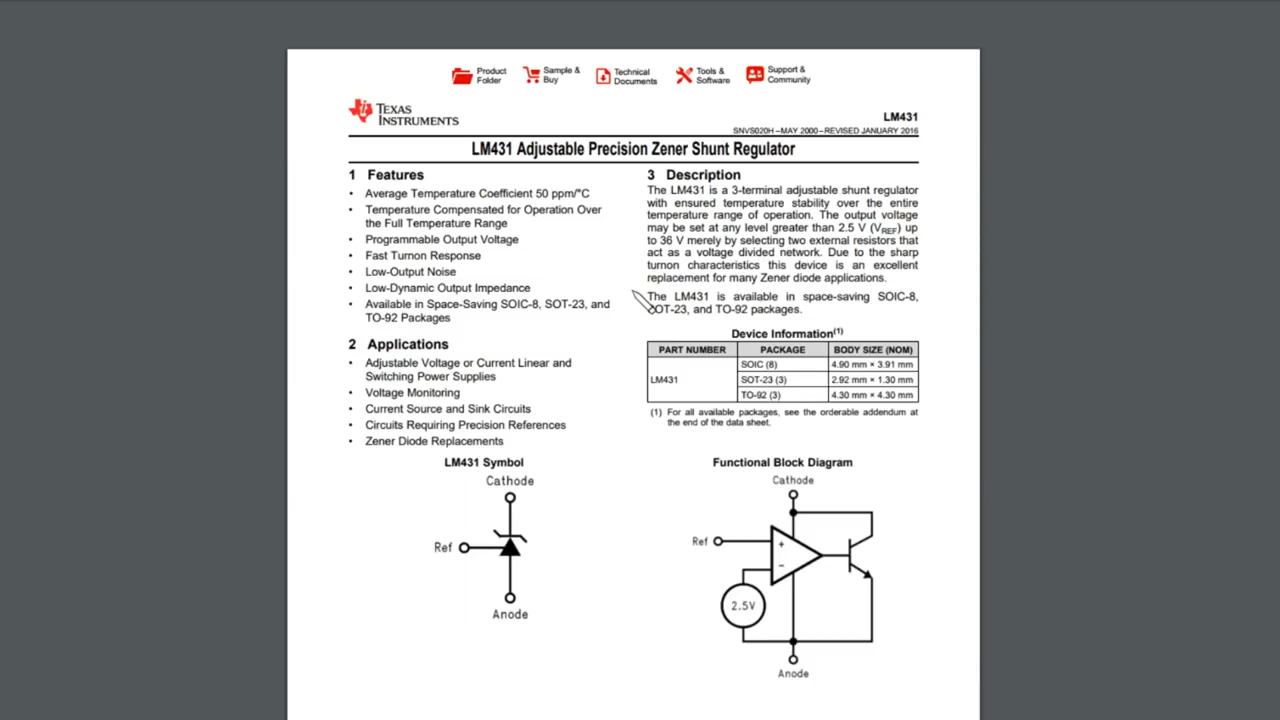 Product
Folder
Sample &
Buy
Technical
Documents
Tools &
Software
Support &
Community
TEXAS
INSTRUMENTS
LM431
SNVS020H –MAY 2000–REVISED JANUARY 2016
LM431 Adjustable Precision Zener Shunt Regulator
1 Features
• Average Temperature Coefficient 50 ppm/°C
• Temperature Compensated for Operation Over
the Full Temperature Range
• Programmable Output Voltage
• Fast Turnon Response
• Low-Output Noise
• Low-Dynamic Output Impedance
• Available in Space-Saving SOIC-8, SOT-23, and
TO-92 Packages
2 Applications
• Adjustable Voltage or Current Linear and
Switching Power Supplies
• Voltage Monitoring
• Current Source and Sink Circuits
• Circuits Requiring Precision References
• Zener Diode Replacements
LM431 Symbol
Cathode
Ref
Anode
3 Description
The LM431 is a 3-terminal adjustable shunt regulator
with ensured temperature stability over the entire
temperature range of operation. The output voltage
may be set at any level greater than 2.5 V (VREF) up
to 36 V merely by selecting two external resistors that
act as a voltage divided network. Due to the sharp
turnon characteristics this device is an excellent
replacement for many Zener diode applications.
The LM431 is available in space-saving SOIC-8,
SOT-23, and TO-92 packages.
Device Information(1)
PART NUMBER PACKAGE BODY SIZE (NOM)
SOIC (8) 4.90 mm × 3.91 mm
LM431 SOT-23 (3) 2.92 mm × 1.30 mm
TO-92 (3) 4.30 mm × 4.30 mm
(1) For all available packages, see the orderable addendum at
the end of the data sheet.
Functional Block Diagram
Cathode
Ref
+
−
2.5V
Anode